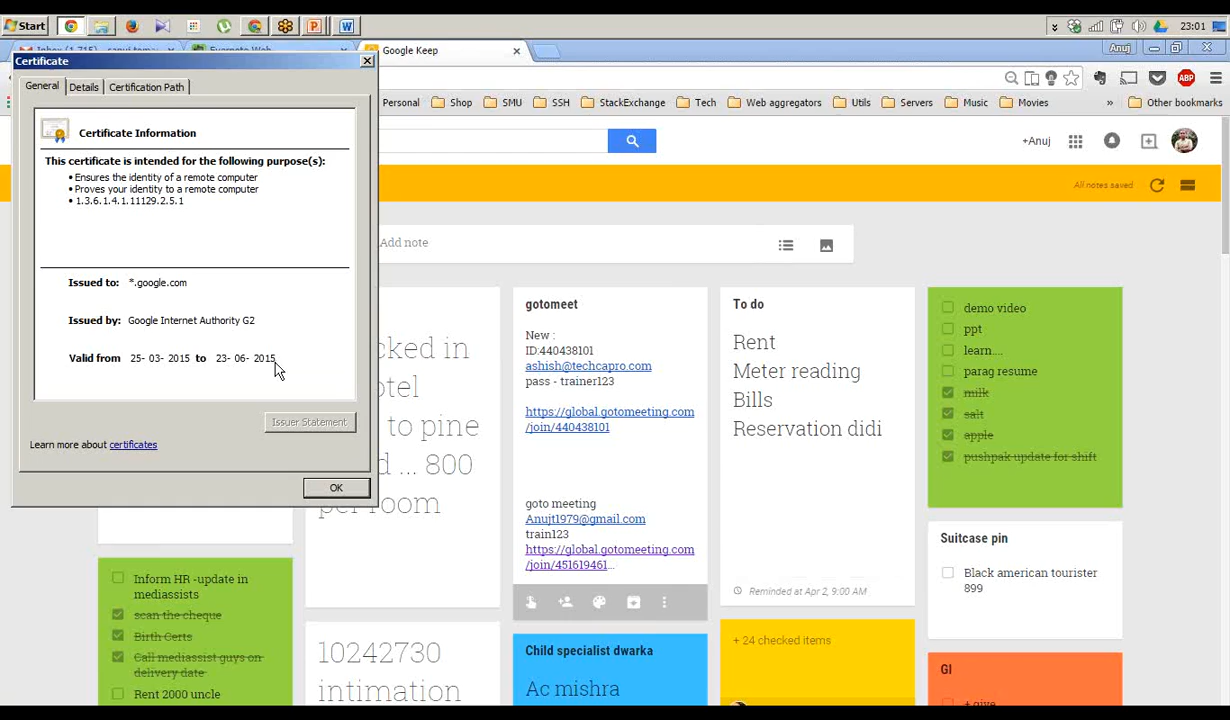 Start
23:01
Inbox (1,715)
Evernote Web
Google Keep
Anuj
Certificate
General
Details
Certification Path
Personal
Shop
SMU
SSH
StackExchange
Tech
Web aggregators
Utils
Servers
Music
Movies
»
Other bookmarks
ABP
Certificate Information
This certificate is intended for the following purpose(s):
• Ensures the identity of a remote computer
• Proves your identity to a remote computer
• 1.3.6.1.4.1.11129.2.5.1
Issued to: *.google.com
Issued by: Google Internet Authority G2
Valid from 25- 03- 2015 to 23- 06- 2015
Issuer Statement
Learn more about certificates
OK
+Anuj
All notes saved
Add note
to pine
... 800
room
gotomeet
New :
ID:440438101
ashish@techcapro.com
pass - trainer123
https://global.gotomeeting.com
/join/440438101
goto meeting
Anujt1979@gmail.com
train123
https://global.gotomeeting.com
/join/451619461...
To do
Rent
Meter reading
Bills
Reservation didi
Reminded at Apr 2, 9:00 AM
demo video
ppt
learn....
parag resume
milk
salt
apple
pushpak update for shift
Suitcase pin
Black american tourister
899
Inform HR -update in
mediassists
scan the cheque
Birth Certs
Call mediassist guys on
delivery date
Rent 2000 uncle
10242730
intimation
Child specialist dwarka
Ac mishra
+ 24 checked items
GI
+ give